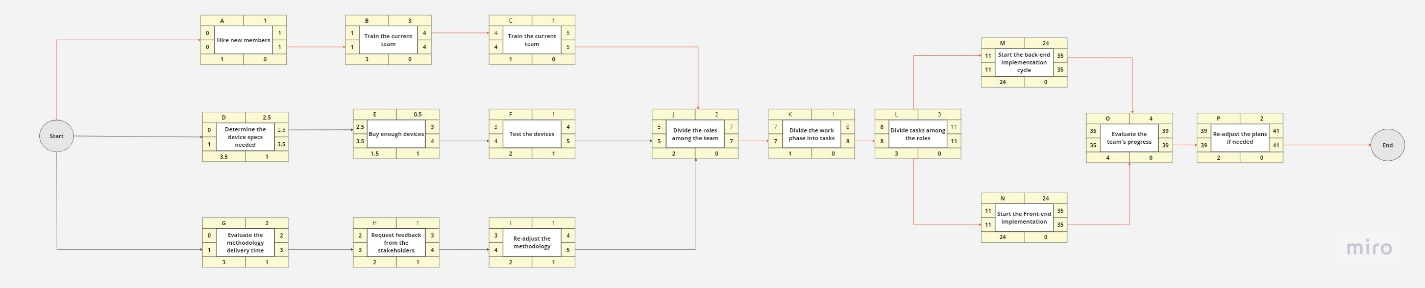 Start
A 1
0 1
Hire new members
0 1
1 0
B 3
1 4
Train the current
team
1 4
3 0
C 1
4 5
Train the current
team
4 5
1 0
D 2.5
0 2.5
Determine the
device specs
needed
1 3.5
3.5 1
E 0.5
2.5 3
Buy enough devices
3.5 4
1.5 1
F 1
3 4
Test the devices
4 5
2 1
G 2
0 2
Evaluate the
methodology
delivery time
1 3
3 1
H 1
2 3
Request feedback
from the
stakeholders
3 4
2 1
I 1
3 4
Re-adjust the
methodology
4 5
2 1
J 2
5 7
Divide the roles
among the team
5 7
2 0
K 1
7 8
Divide the work
phase into tasks
7 8
1 0
L 3
8 11
Divide tasks among
the roles
8 11
3 0
M 24
11 35
Start the back-end
implementation
cycle
11 35
24 0
N 24
11 35
Start the Front-end
implementation
11 35
24 0
O 4
35 39
Evaluate the
team's progress
35 39
4 0
P 2
39 41
Re-adjust the plans
if needed
39 41
2 0
End
miro